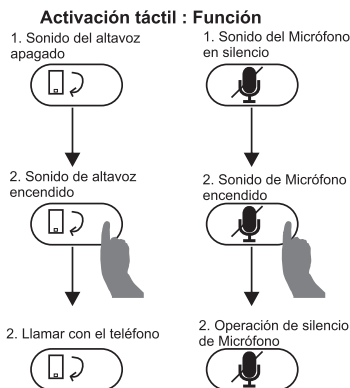 Activación táctil : Función
1. Sonido del altavoz
apagado
1. Sonido del Micrófono
en silencio
2. Sonido de altavoz
encendido
2. Sonido de Micrófono
encendido
2. Llamar con el teléfono
2. Operación de silencio
de Micrófono